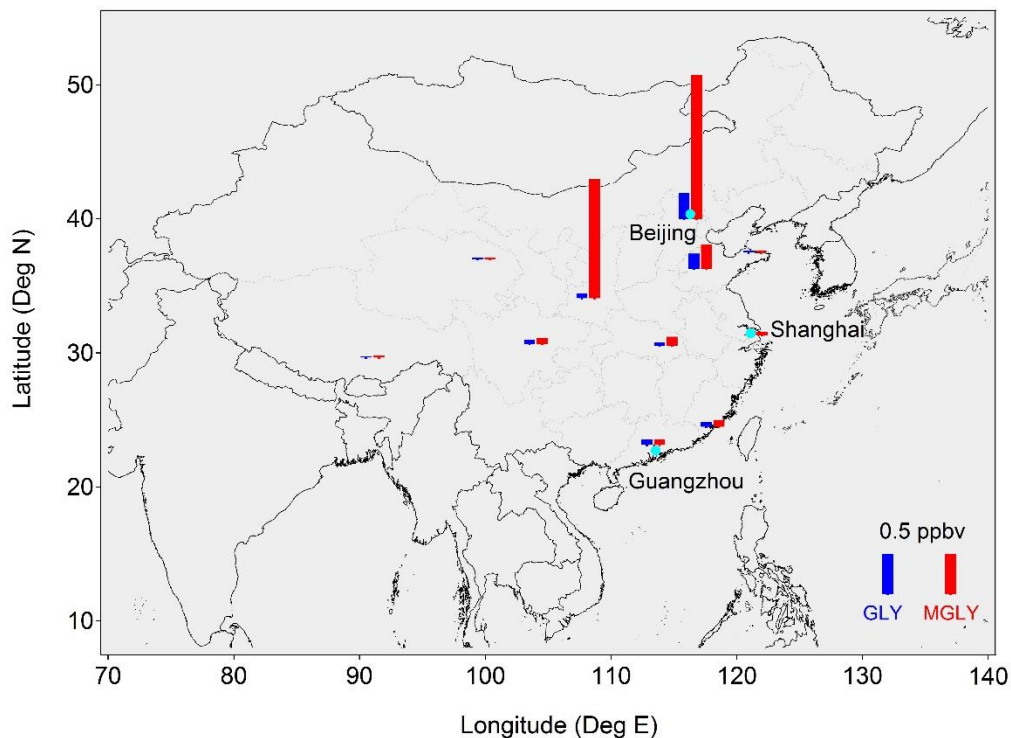 50
40
30
20
10
Latitude (Deg N)
Beijing
Shanghai
Guangzhou
0.5 ppbv
GLY MGLY
70 80 90 100 110 120 130 140
Longitude (Deg E)